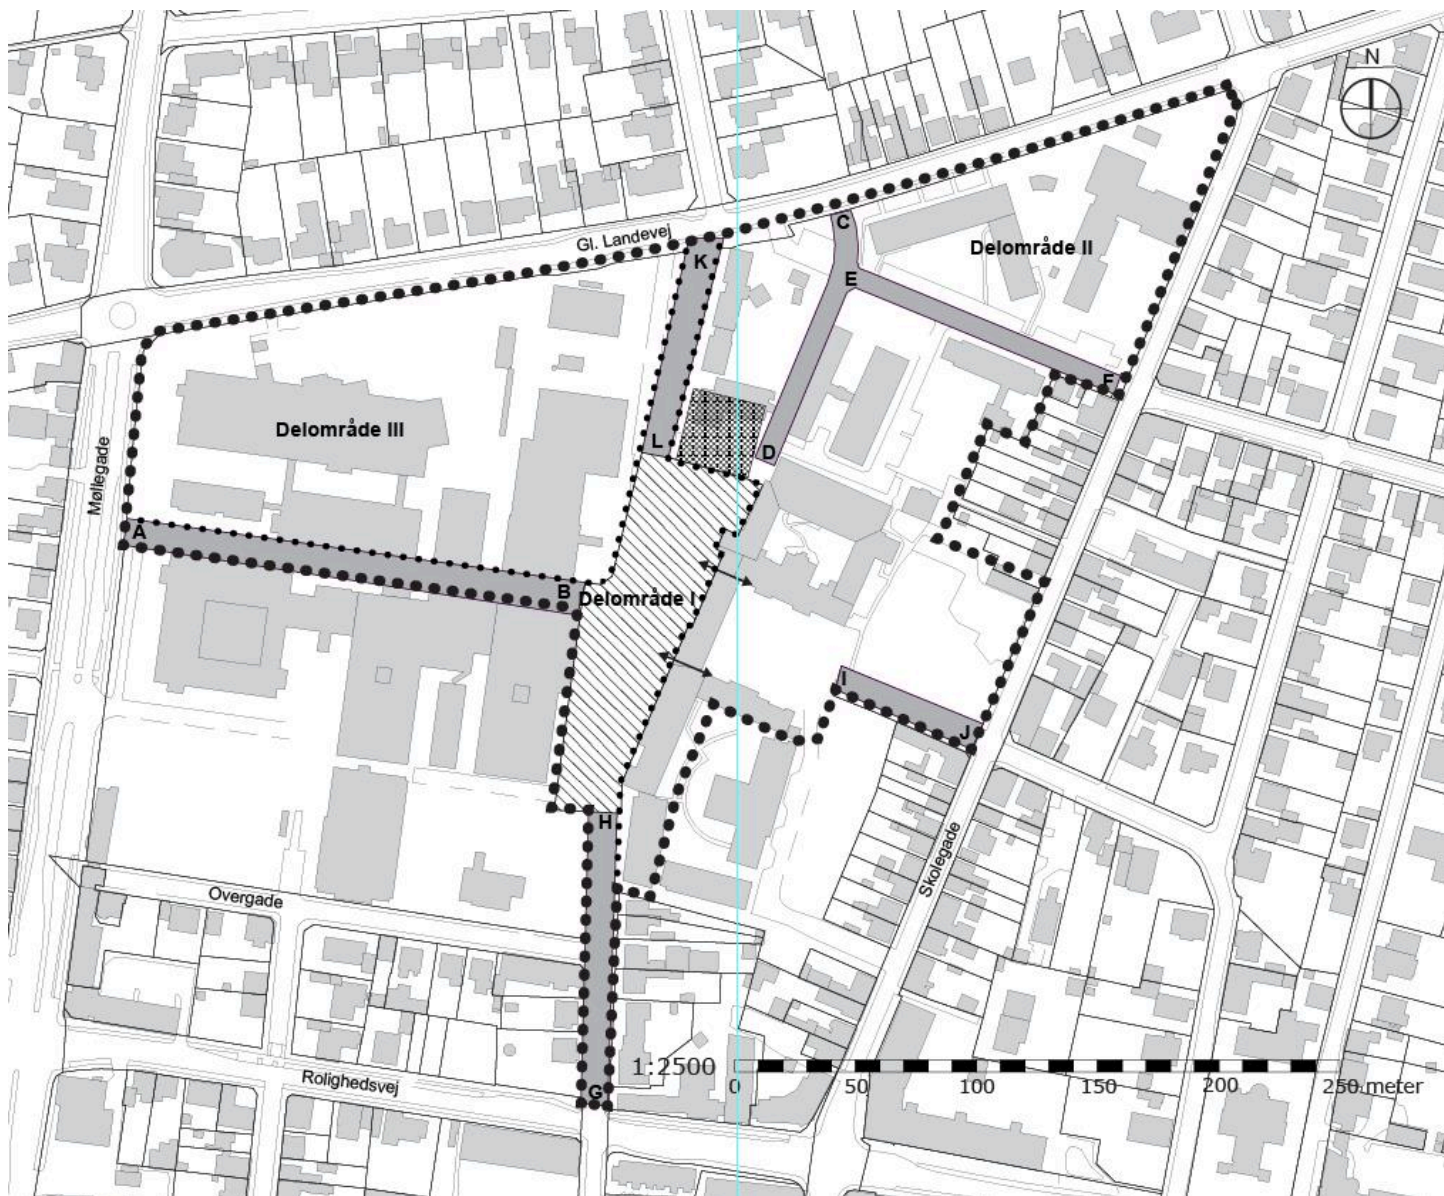 N
C
Gl. Landevej
Delområde II
K
E
F
Delområde III
L
D
Møllegade
A
B
Delområde I
I
J
H
Skolegade
Overgade
1:2500
0
50
100
150
200
250 meter
Rolighedsvej
G